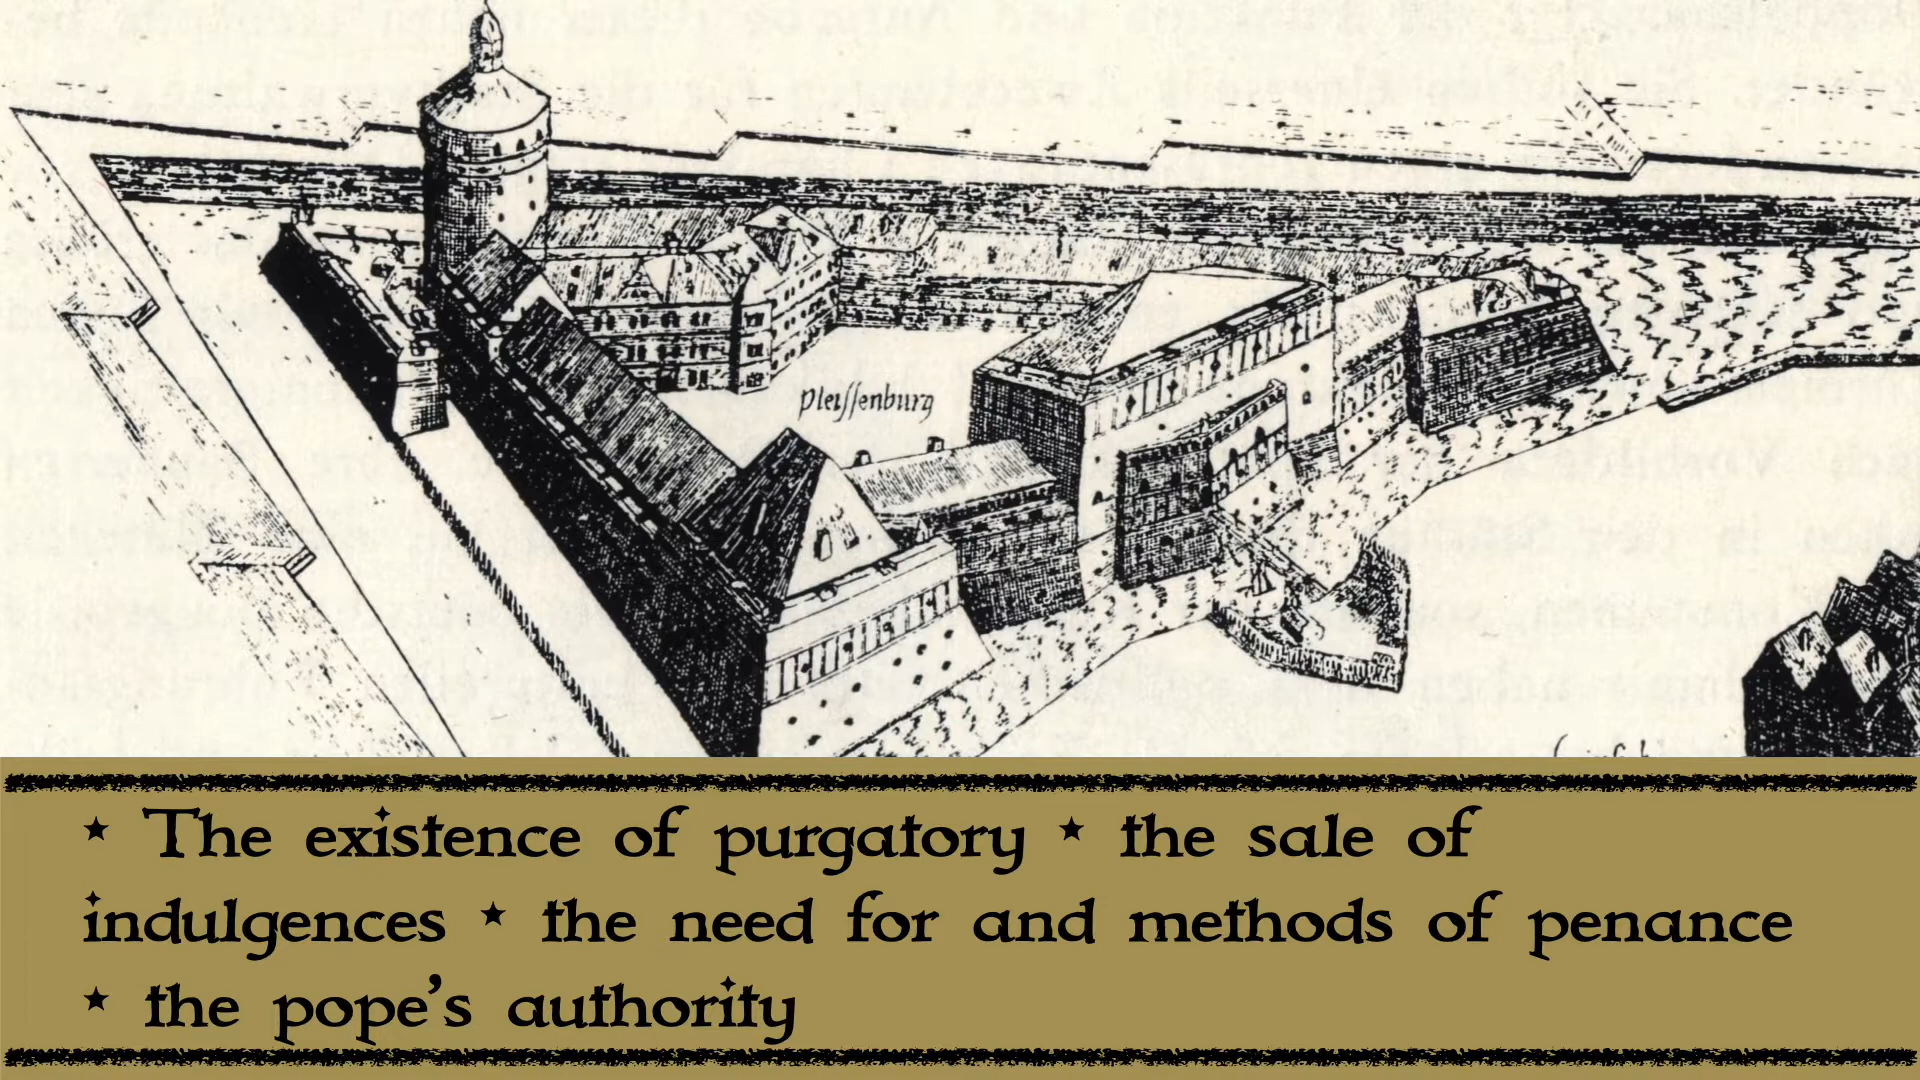 pleissenburg
* The existence of purgatory * the sale of
indulgences * the need for and methods of penance
* the pope's authority